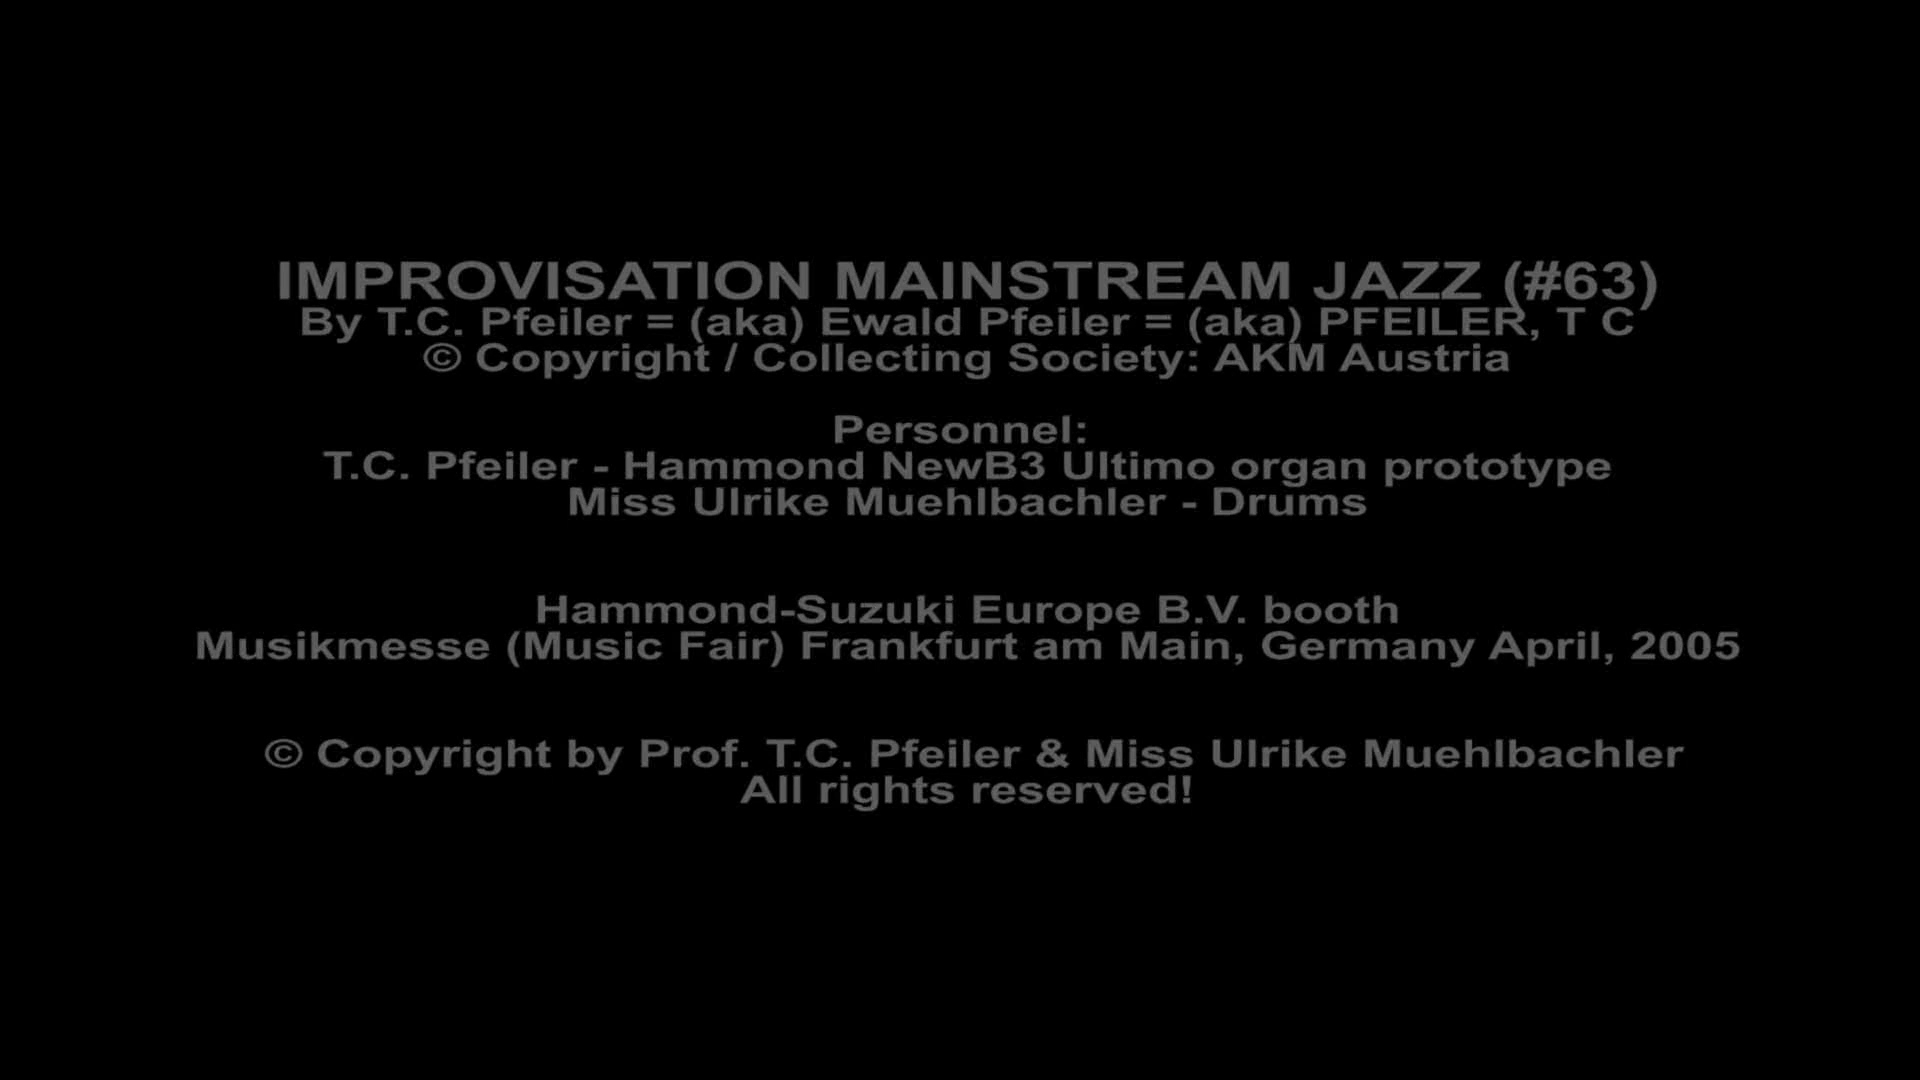 IMPROVISATION MAINSTREAM JAZZ (#63)
By T.C. Pfeiler = (aka) Ewald Pfeiler = (aka) PFEILER, T C
© Copyright / Collecting Society: AKM Austria
Personnel:
T.C. Pfeiler - Hammond NewB3 Ultimo organ prototype
Miss Ulrike Muehlbachler - Drums
Hammond-Suzuki Europe B.V. booth
Musikmesse (Music Fair) Frankfurt am Main, Germany April, 2005
© Copyright by Prof. T.C. Pfeiler & Miss Ulrike Muehlbachler
All rights reserved!